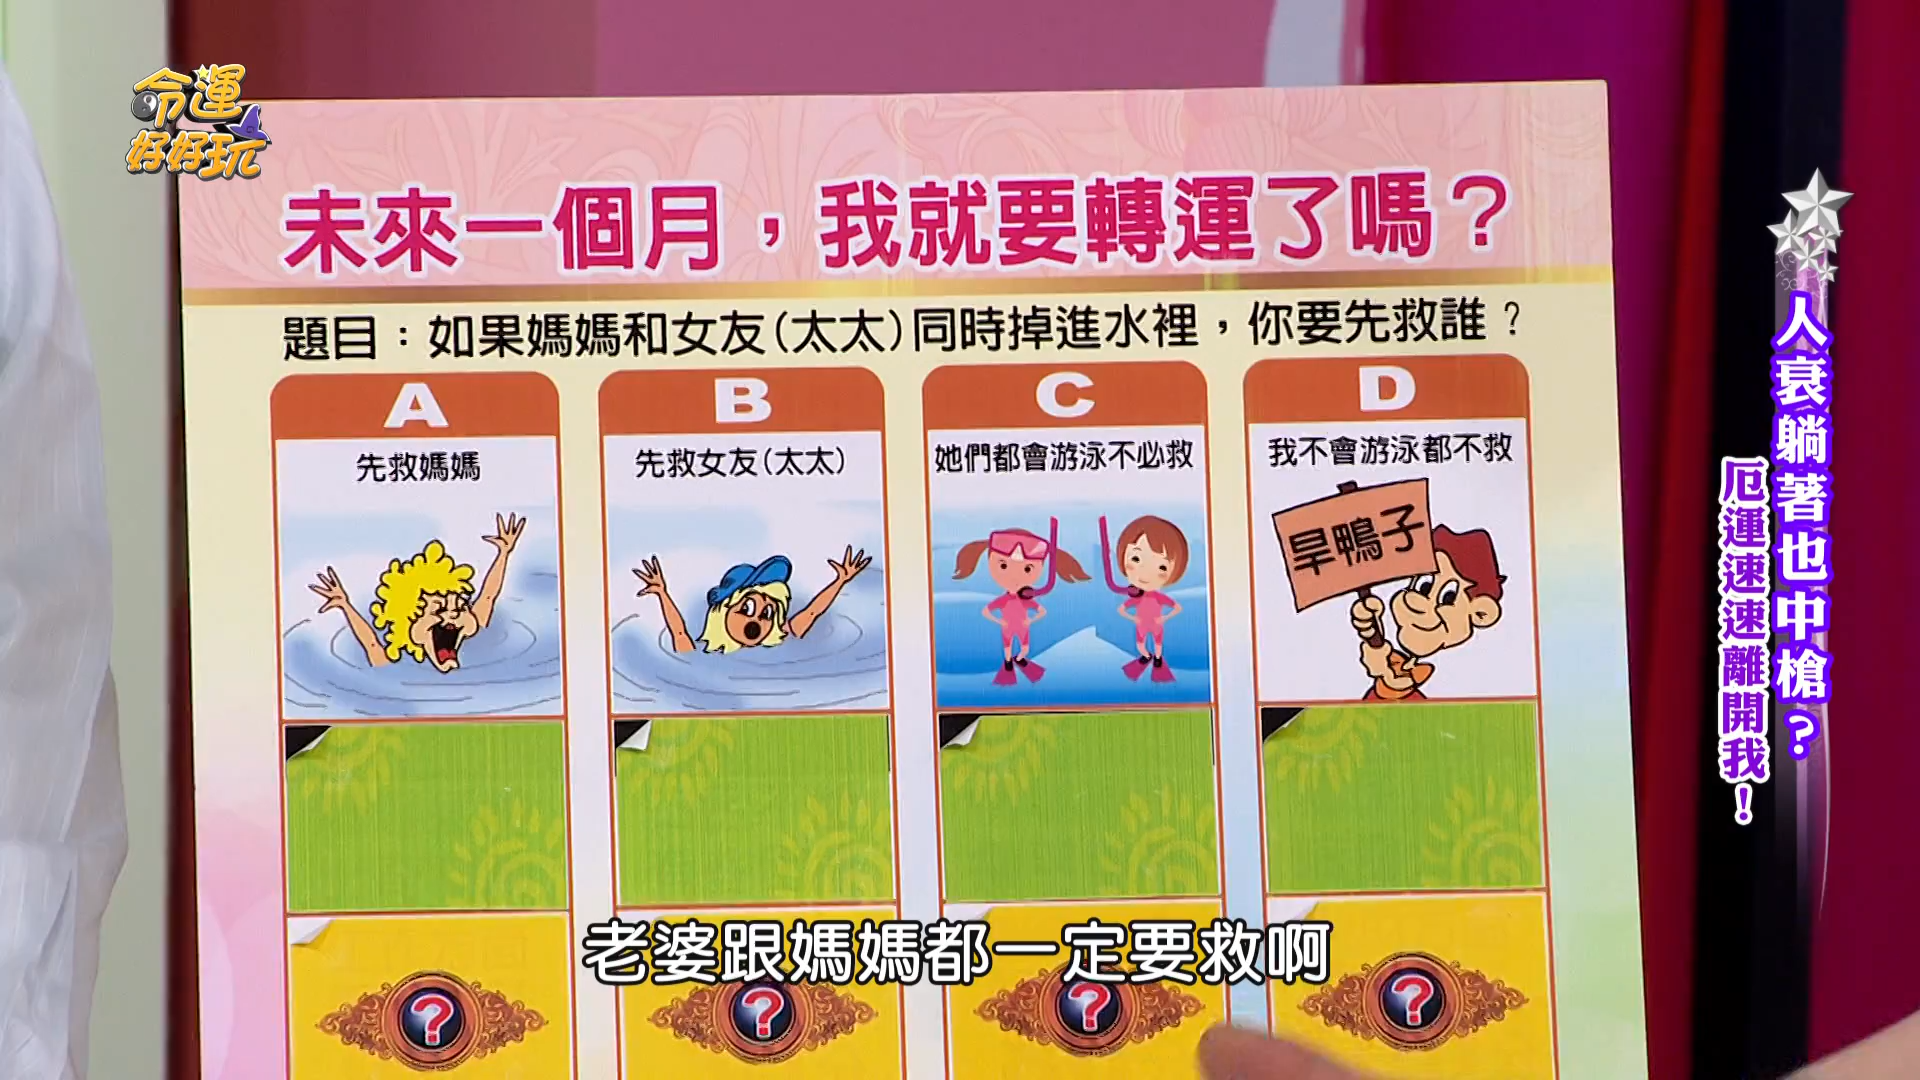 命運
好好玩
未來一個月，我就要轉運了嗎？
題目：如果媽媽和女友(太太)同時掉進水裡，你要先救誰？
A
先救媽媽
B
先救女友(太太)
C
她們都會游泳不必救
D
我不會游泳都不救
旱鴨子
?
?
?
?
老婆跟媽媽都一定要救啊
人衰躺著也中槍？
厄運速速離開我！